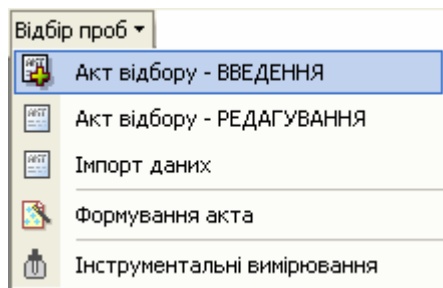 Відбір проб
Акт відбору - ВВЕДЕННЯ
Акт відбору - РЕДАГУВАННЯ
Імпорт даних
Формування акта
Інструментальні вимірювання